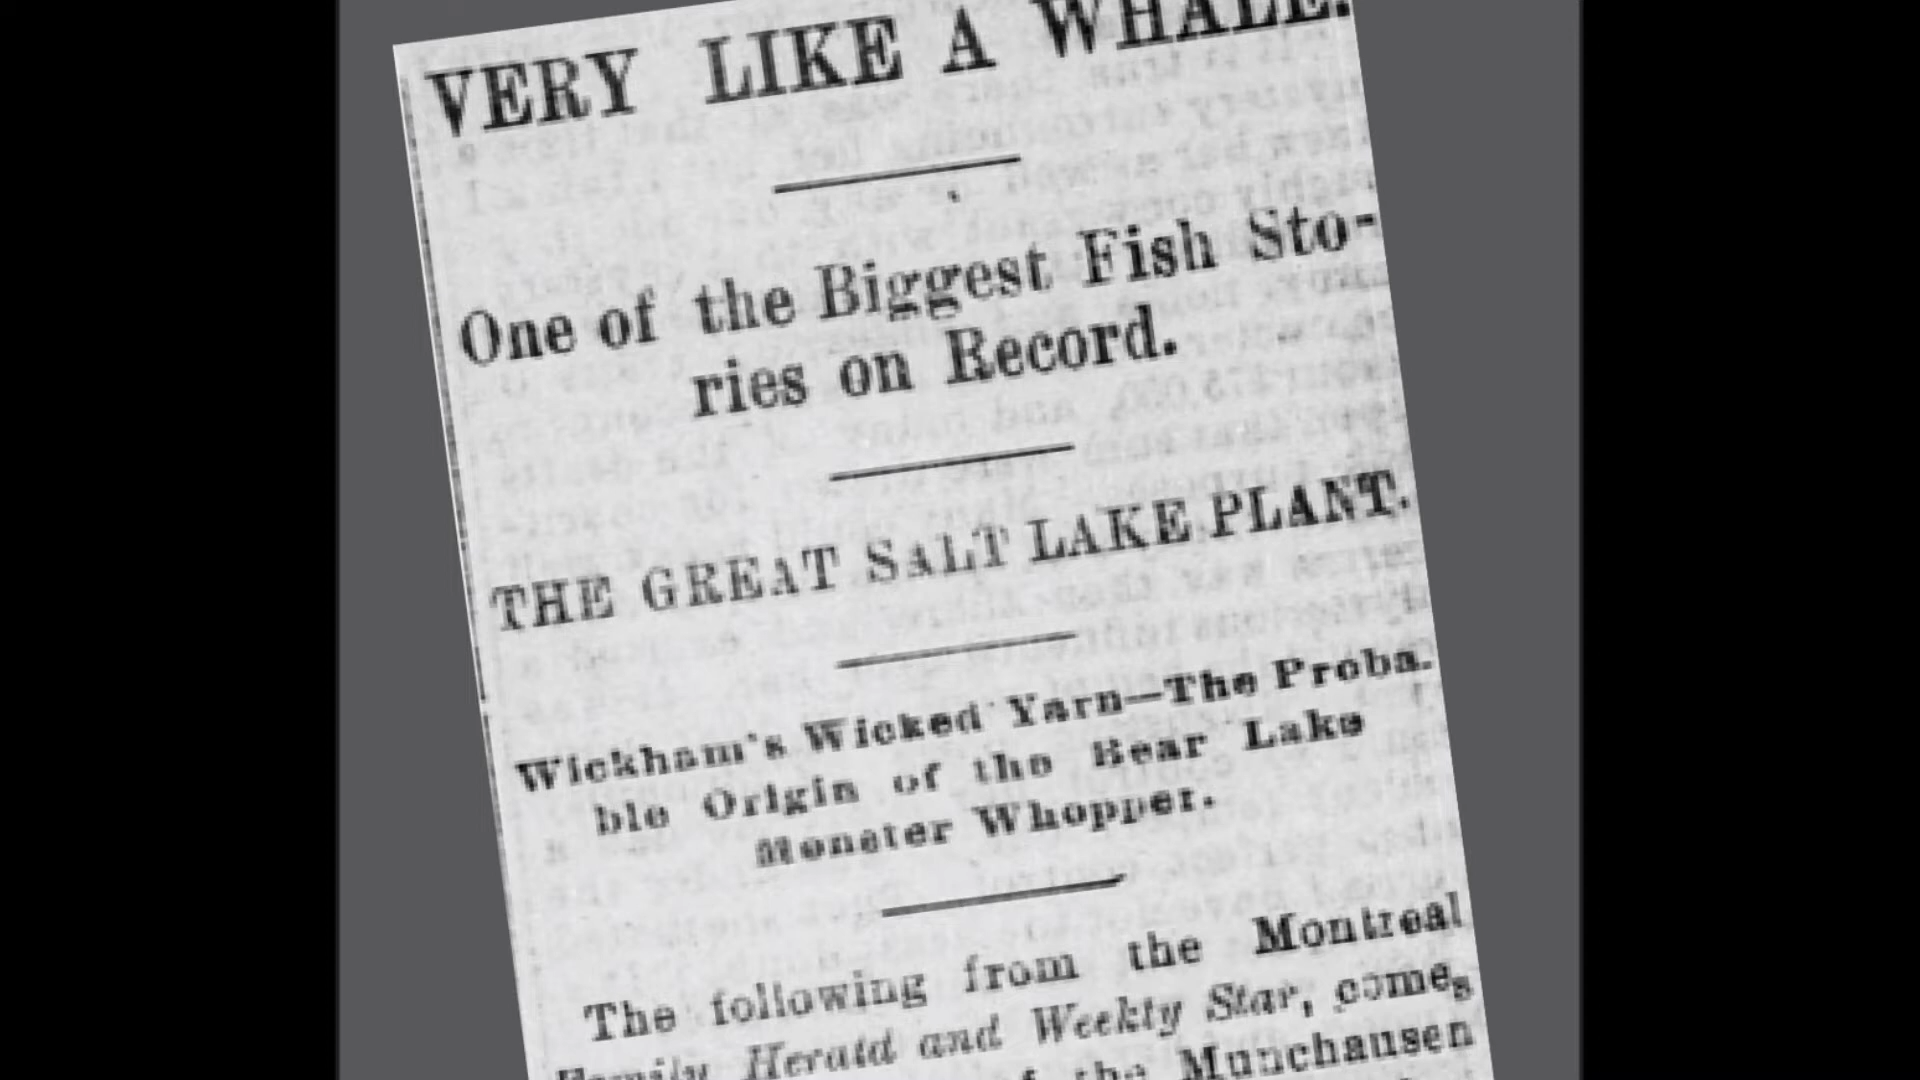 VERY LIKE A WHALE.
One of the Biggest Fish Sto-
ries on Record.
THE GREAT SALT LAKE PLANT.
Wickham's Wicked Yarn—The Proba-
ble Origin of the Bear Lake
Monster Whopper.
The following from the Montreal
Family Herald and Weekly Star, comes
the Munchausen